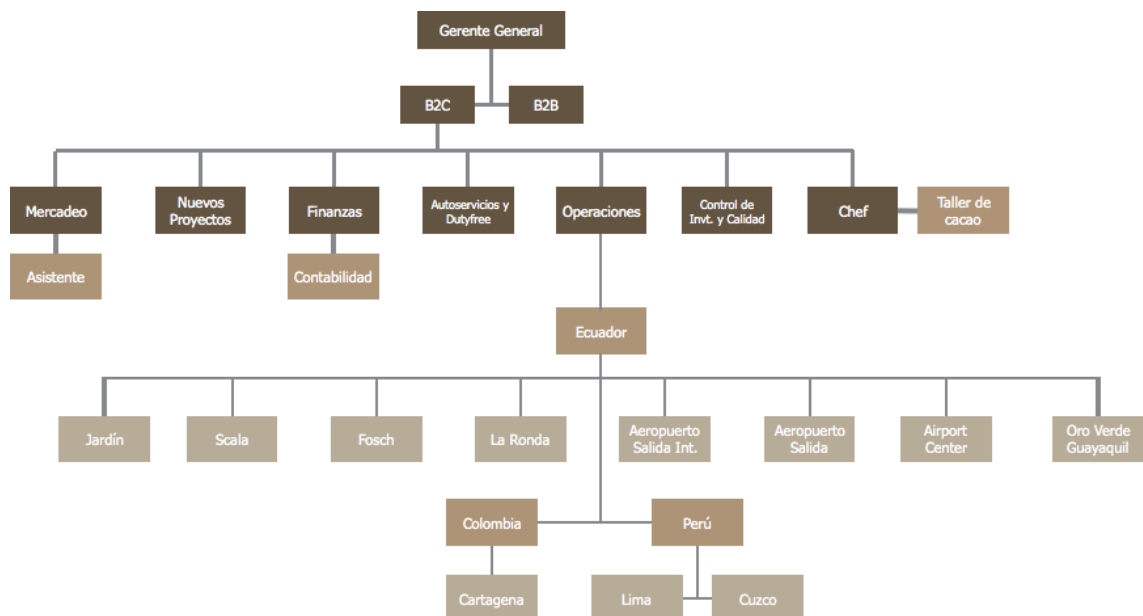 Gerente General
B2C
B2B
Mercadeo
Nuevos
Proyectos
Finanzas
Autoservicios y
Dutyfree
Operaciones
Control de
Invt. y Calidad
Chef
Taller de
cacao
Asistente
Contabilidad
Ecuador
Jardín
Scala
Fosch
La Ronda
Aeropuerto
Salida Int.
Aeropuerto
Salida
Airport
Center
Oro Verde
Guayaquil
Colombia
Perú
Cartagena
Lima
Cuzco